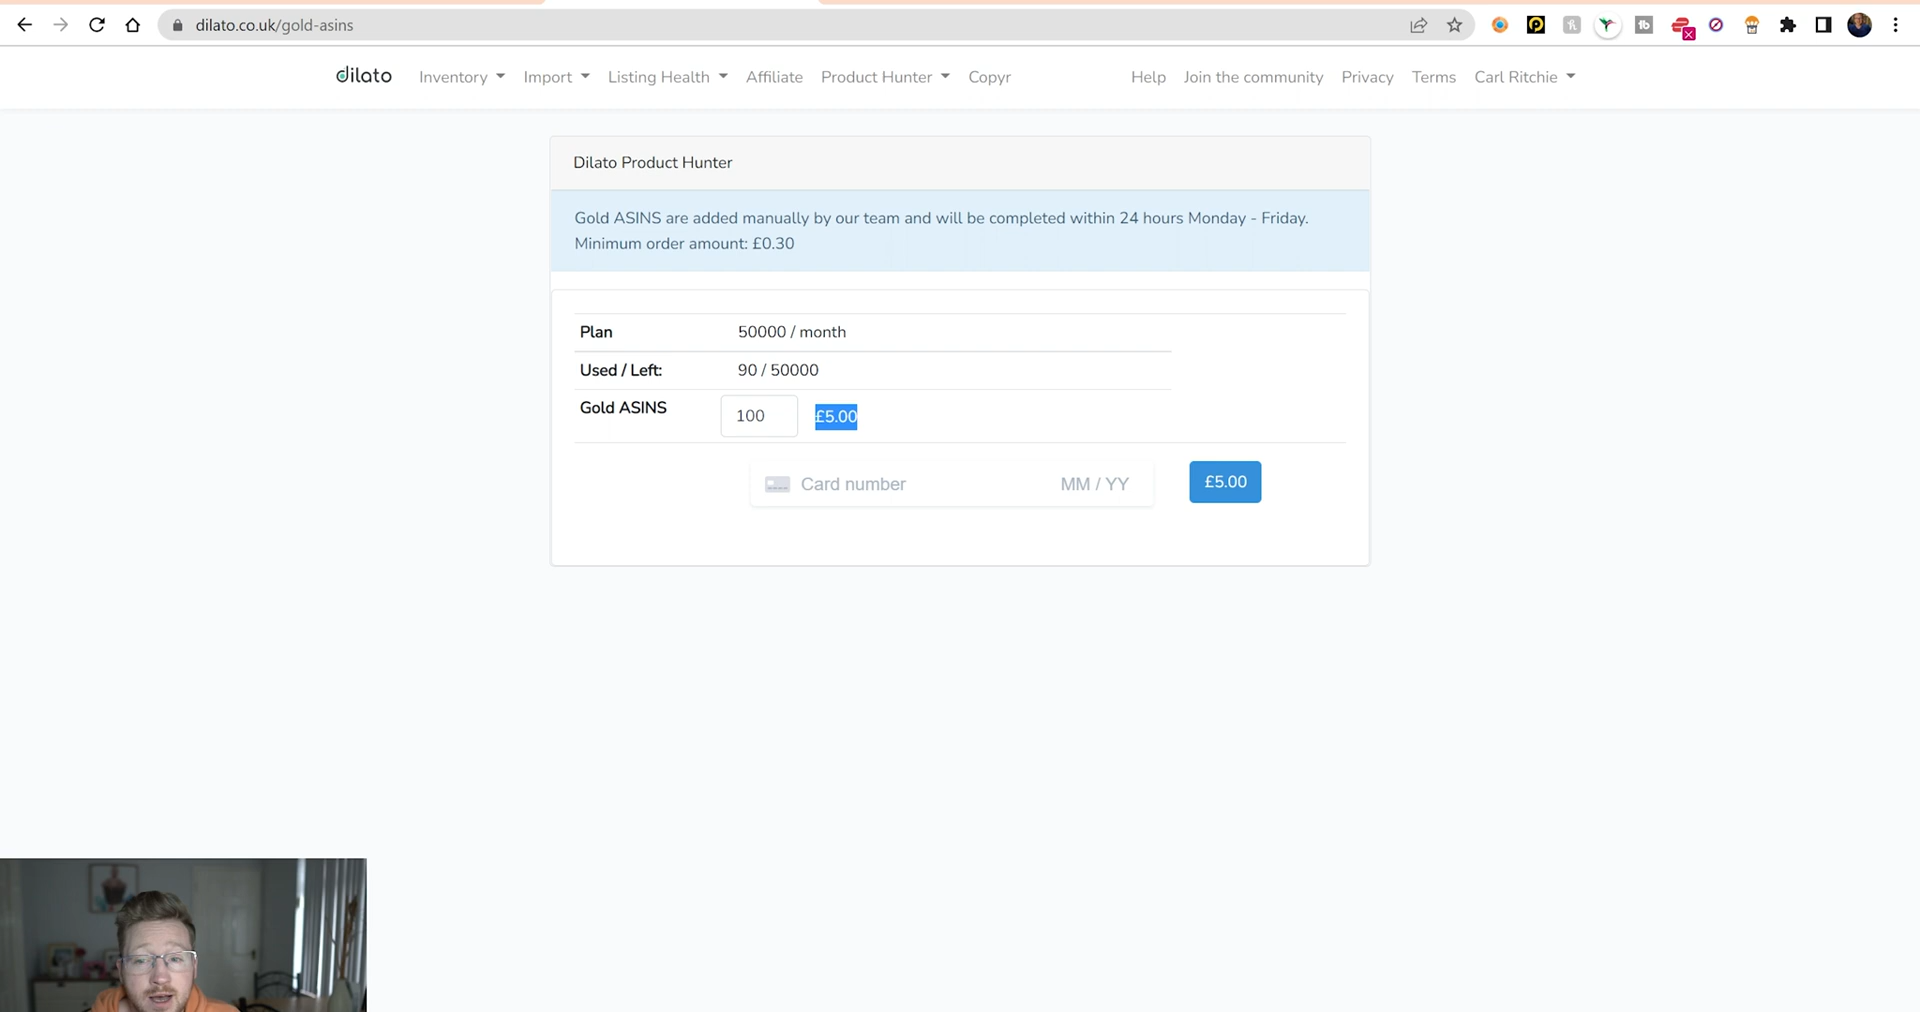 dilato.co.uk/gold-asins
dilato Inventory Import Listing Health Affiliate Product Hunter Copyr Help Join the community Privacy Terms Carl Ritchie
Dilato Product Hunter
Gold ASINS are added manually by our team and will be completed within 24 hours Monday - Friday.
Minimum order amount: £0.30
Plan 50000 / month
Used / Left: 90 / 50000
Gold ASINS 100 £5.00
Card number MM / YY £5.00